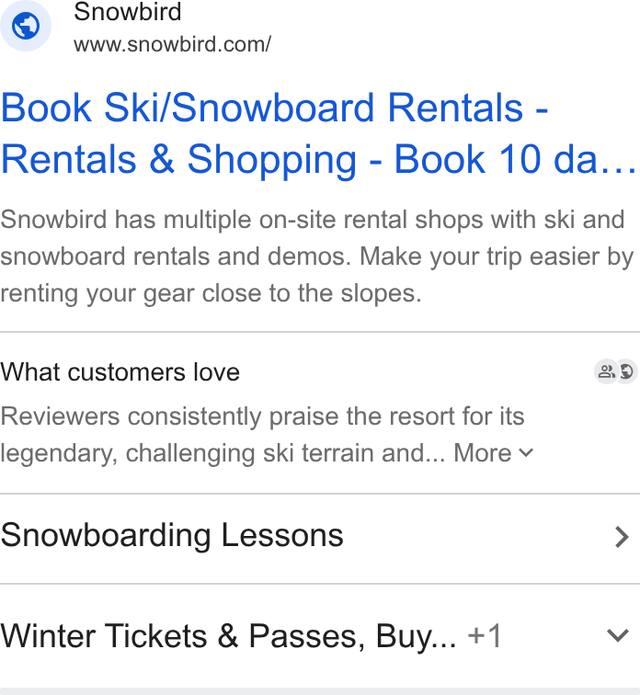 Snowbird
www.snowbird.com/
Book Ski/Snowboard Rentals -
Rentals & Shopping - Book 10 da...
Snowbird has multiple on-site rental shops with ski and
snowboard rentals and demos. Make your trip easier by
renting your gear close to the slopes.
What customers love
Reviewers consistently praise the resort for its
legendary, challenging ski terrain and... More
Snowboarding Lessons
Winter Tickets & Passes, Buy... +1